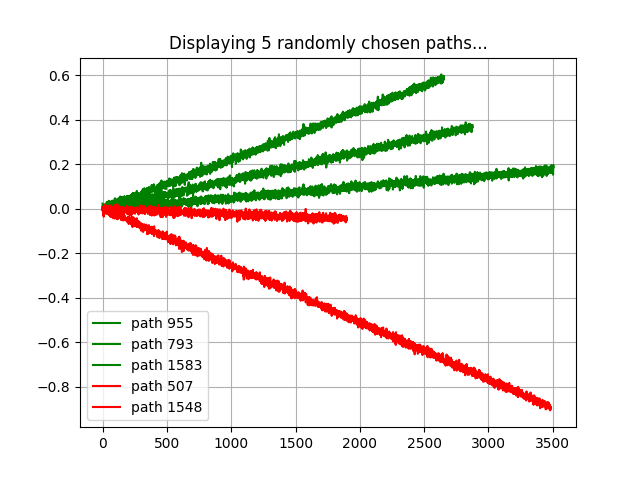 Displaying 5 randomly chosen paths...
0.6
0.4
0.2
0.0
−0.2
−0.4
−0.6
−0.8
path 955
path 793
path 1583
path 507
path 1548
0 500 1000 1500 2000 2500 3000 3500